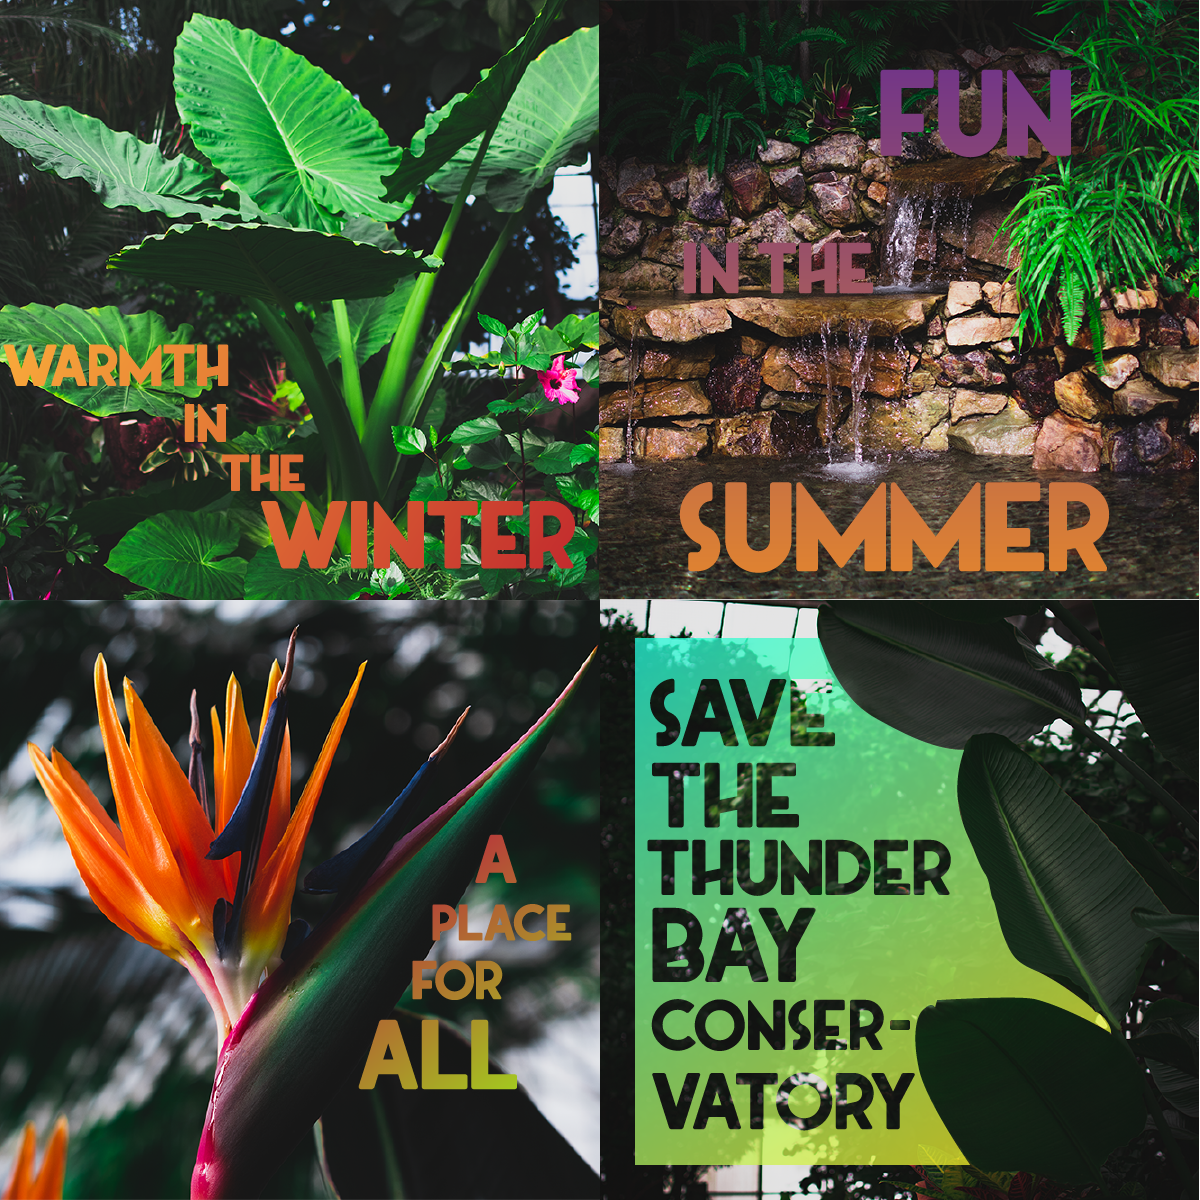 WARMTH
IN
THE
WINTER
FUN
IN THE
SUMMER
A
PLACE
FOR
ALL
SAVE
THE
THUNDER
BAY
CONSER-
VATORY